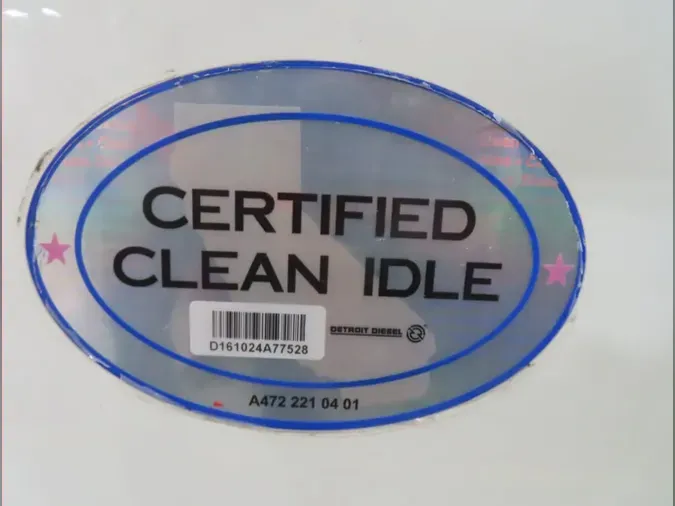 CERTIFIED
CLEAN IDLE
D161024A77528
DETROIT DIESEL
A472 221 04 01